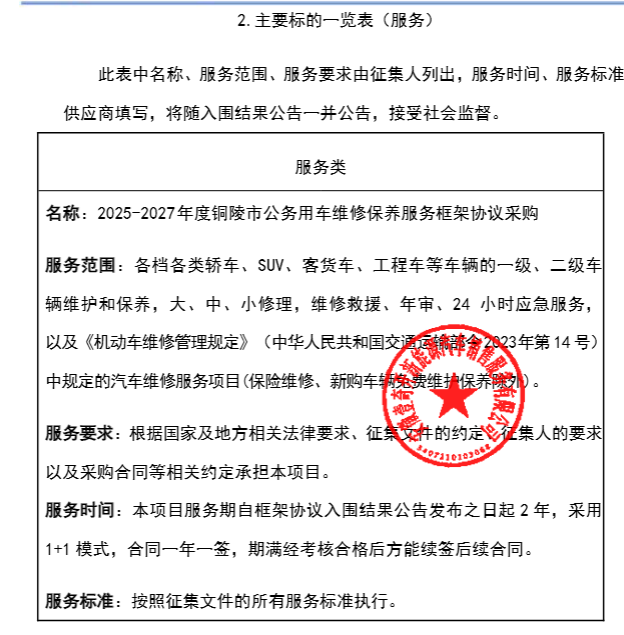 2.主要标的一览表（服务）
此表中名称、服务范围、服务要求由征集人列出，服务时间、服务标准
供应商填写，将随入围结果公告一并公告，接受社会监督。
服务类
名称：2025-2027年度铜陵市公务用车维修保养服务框架协议采购
服务范围：各档各类轿车、SUV、客货车、工程车等车辆的一级、二级车
辆维护和保养，大、中、小修理，维修救援、年审、24 小时应急服务，
以及《机动车维修管理规定》（中华人民共和国交通运输部令2023年第14号）
中规定的汽车维修服务项目(保险维修、新购车辆免费维护保养除外)。
服务要求：根据国家及地方相关法律要求、征集文件的约定、征集人的要求
以及采购合同等相关约定承担本项目。
服务时间：本项目服务期自框架协议入围结果公告发布之日起 2 年，采用
1+1 模式，合同一年一签，期满经考核合格后方能续签后续合同。
服务标准：按照征集文件的所有服务标准执行。